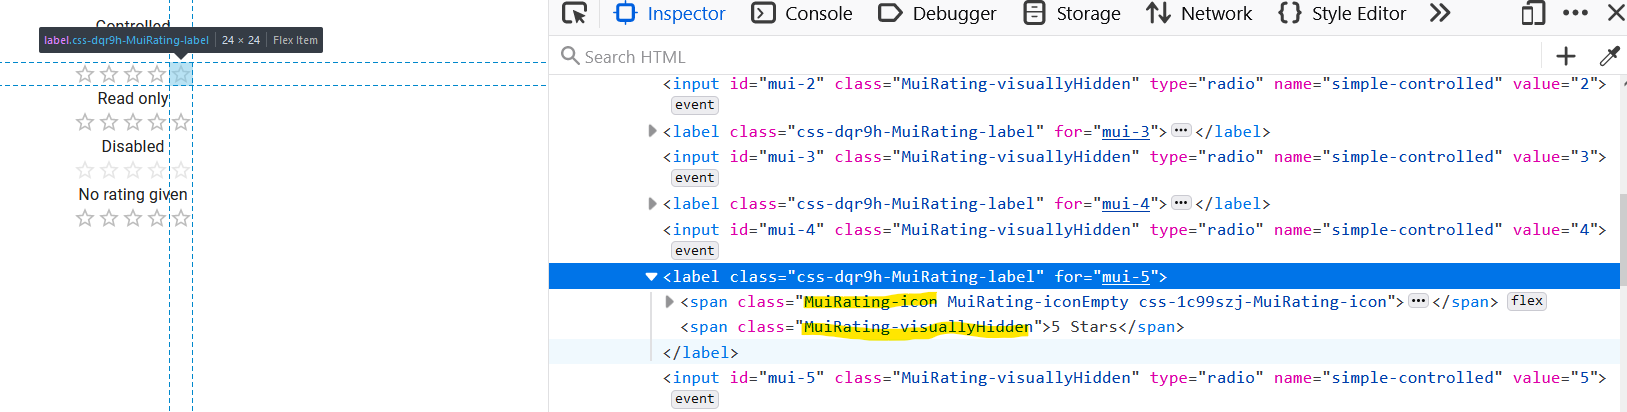 Controlled
label.css-dqr9h-MuiRating-label 24 × 24 Flex Item
Read only
Disabled
No rating given
Inspector Console Debugger Storage Network Style Editor
Search HTML
<input id="mui-2" class="MuiRating-visuallyHidden" type="radio" name="simple-controlled" value="2">
event
<label class="css-dqr9h-MuiRating-label" for="mui-3"></label>
<input id="mui-3" class="MuiRating-visuallyHidden" type="radio" name="simple-controlled" value="3">
event
<label class="css-dqr9h-MuiRating-label" for="mui-4"></label>
<input id="mui-4" class="MuiRating-visuallyHidden" type="radio" name="simple-controlled" value="4">
event
<label class="css-dqr9h-MuiRating-label" for="mui-5">
<span class="MuiRating-icon MuiRating-iconEmpty css-1c99szj-MuiRating-icon"></span> flex
<span class="MuiRating-visuallyHidden">5 Stars</span>
</label>
<input id="mui-5" class="MuiRating-visuallyHidden" type="radio" name="simple-controlled" value="5">
event